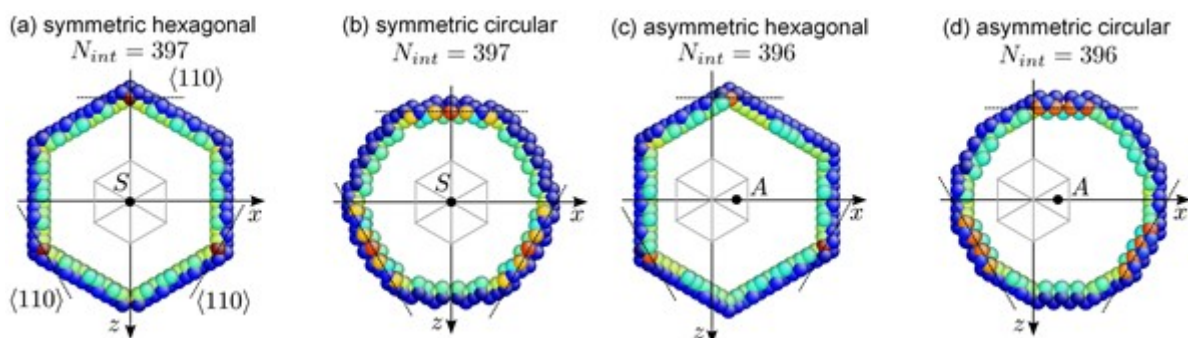 (a) symmetric hexagonal
N_int = 397
⟨110⟩
S
x
⟨110⟩
⟨110⟩
z
(b) symmetric circular
N_int = 397
S
x
z
(c) asymmetric hexagonal
N_int = 396
A
x
z
(d) asymmetric circular
N_int = 396
A
x
z